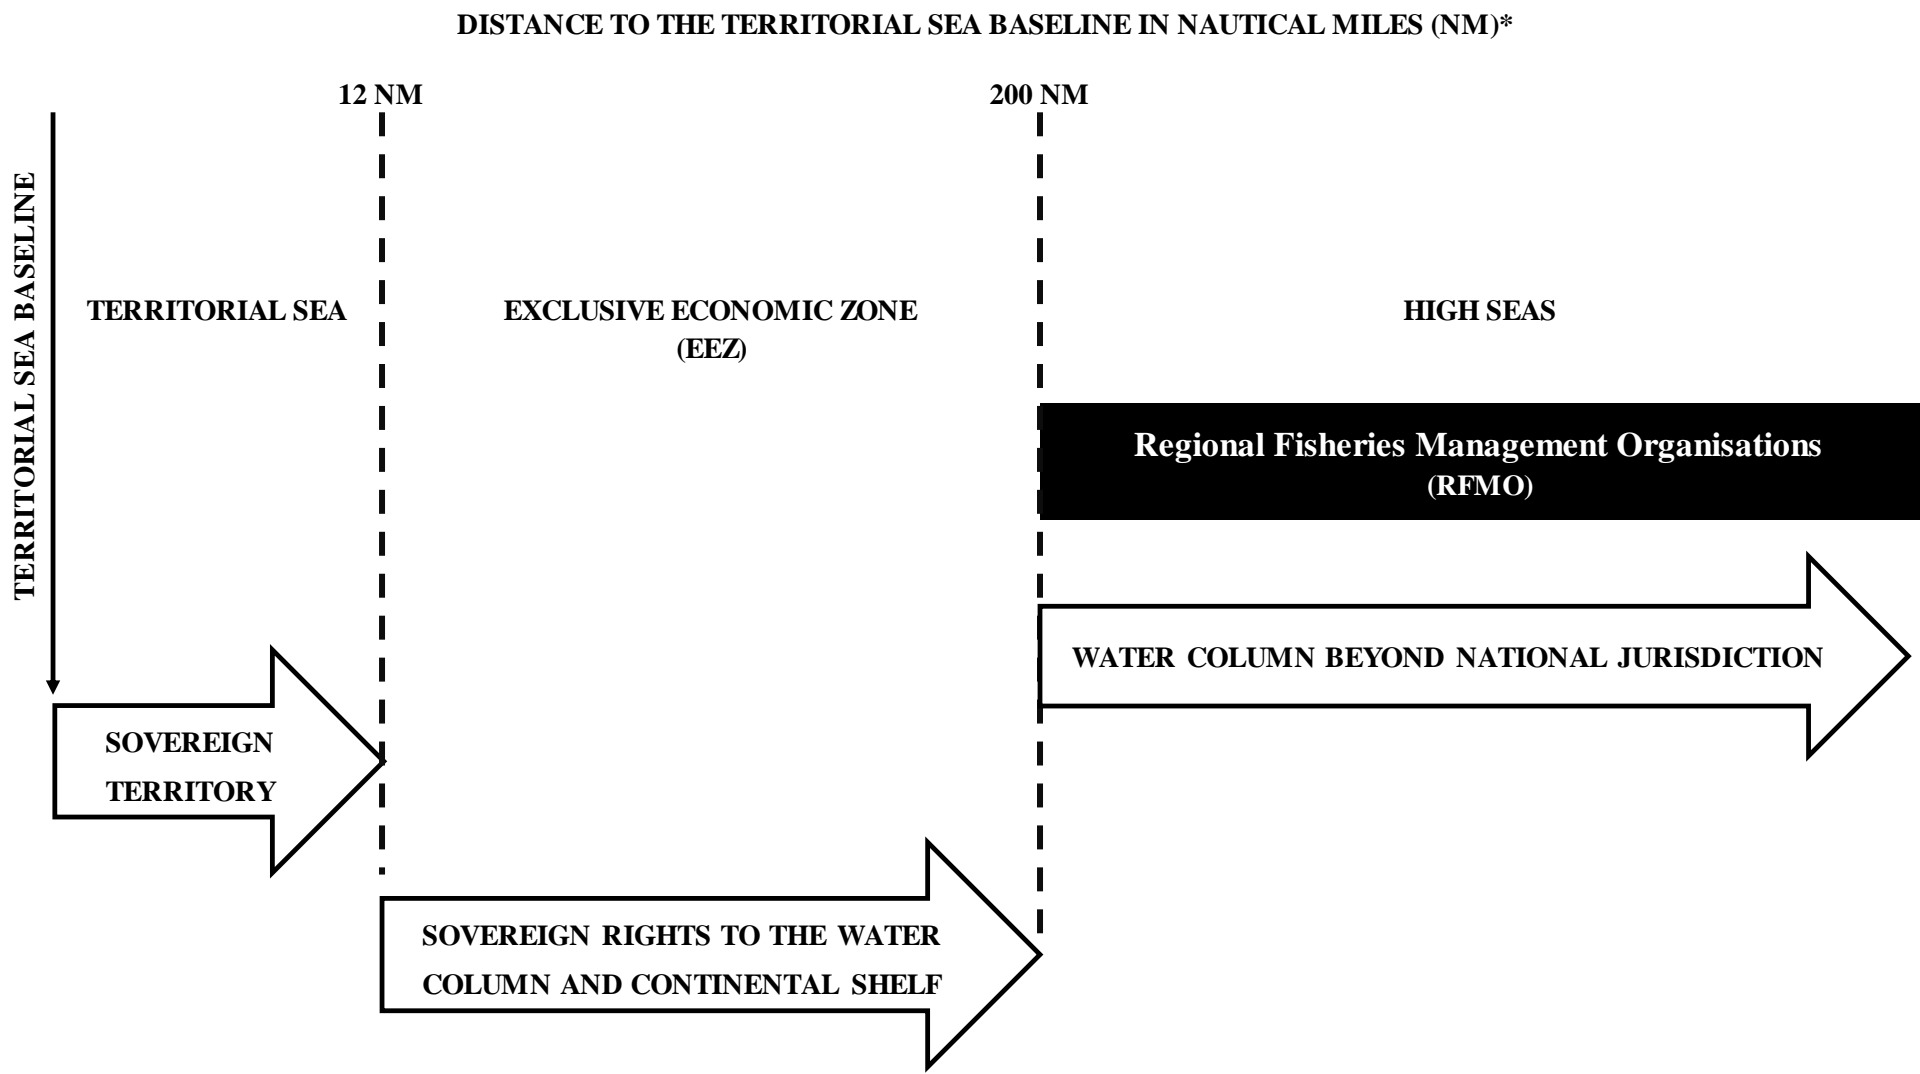 DISTANCE TO THE TERRITORIAL SEA BASELINE IN NAUTICAL MILES (NM)*
12 NM
200 NM
TERRITORIAL SEA BASELINE
TERRITORIAL SEA
EXCLUSIVE ECONOMIC ZONE
(EEZ)
HIGH SEAS
Regional Fisheries Management Organisations
(RFMO)
WATER COLUMN BEYOND NATIONAL JURISDICTION
SOVEREIGN
TERRITORY
SOVEREIGN RIGHTS TO THE WATER
COLUMN AND CONTINENTAL SHELF